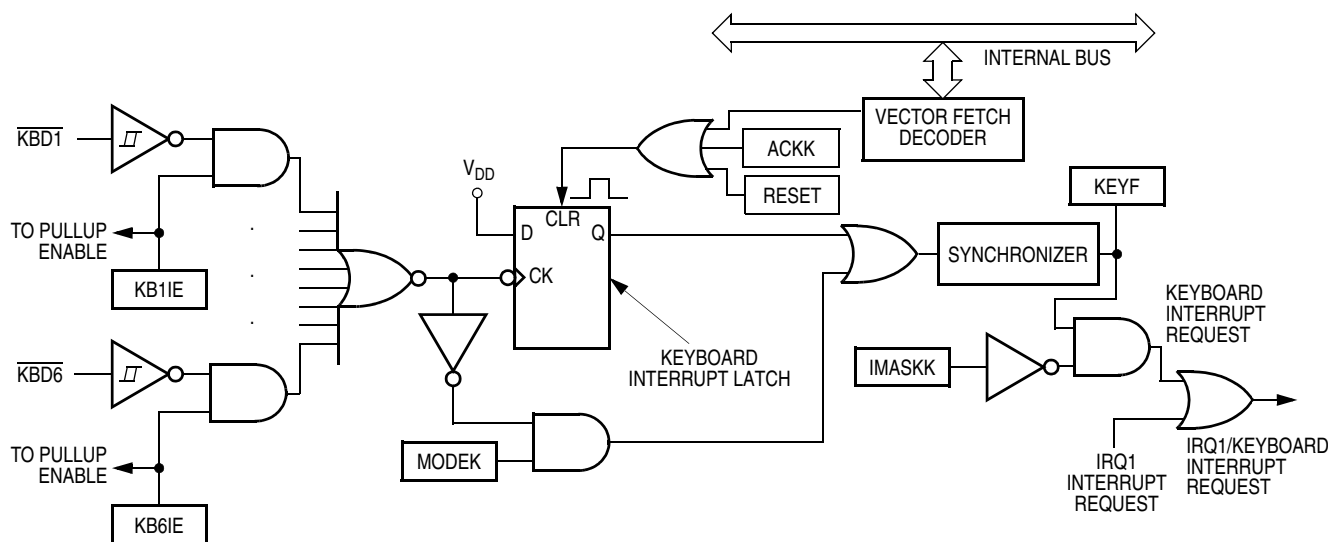 INTERNAL BUS
VECTOR FETCH
DECODER
KBD1
ACKK
VDD
KEYF
RESET
CLR
TO PULLUP
ENABLE
D
Q
SYNCHRONIZER
KB1IE
CK
KEYBOARD
INTERRUPT
REQUEST
KBD6
KEYBOARD
INTERRUPT LATCH
IMASKK
TO PULLUP
ENABLE
MODEK
IRQ1
INTERRUPT
REQUEST
IRQ1/KEYBOARD
INTERRUPT
REQUEST
KB6IE